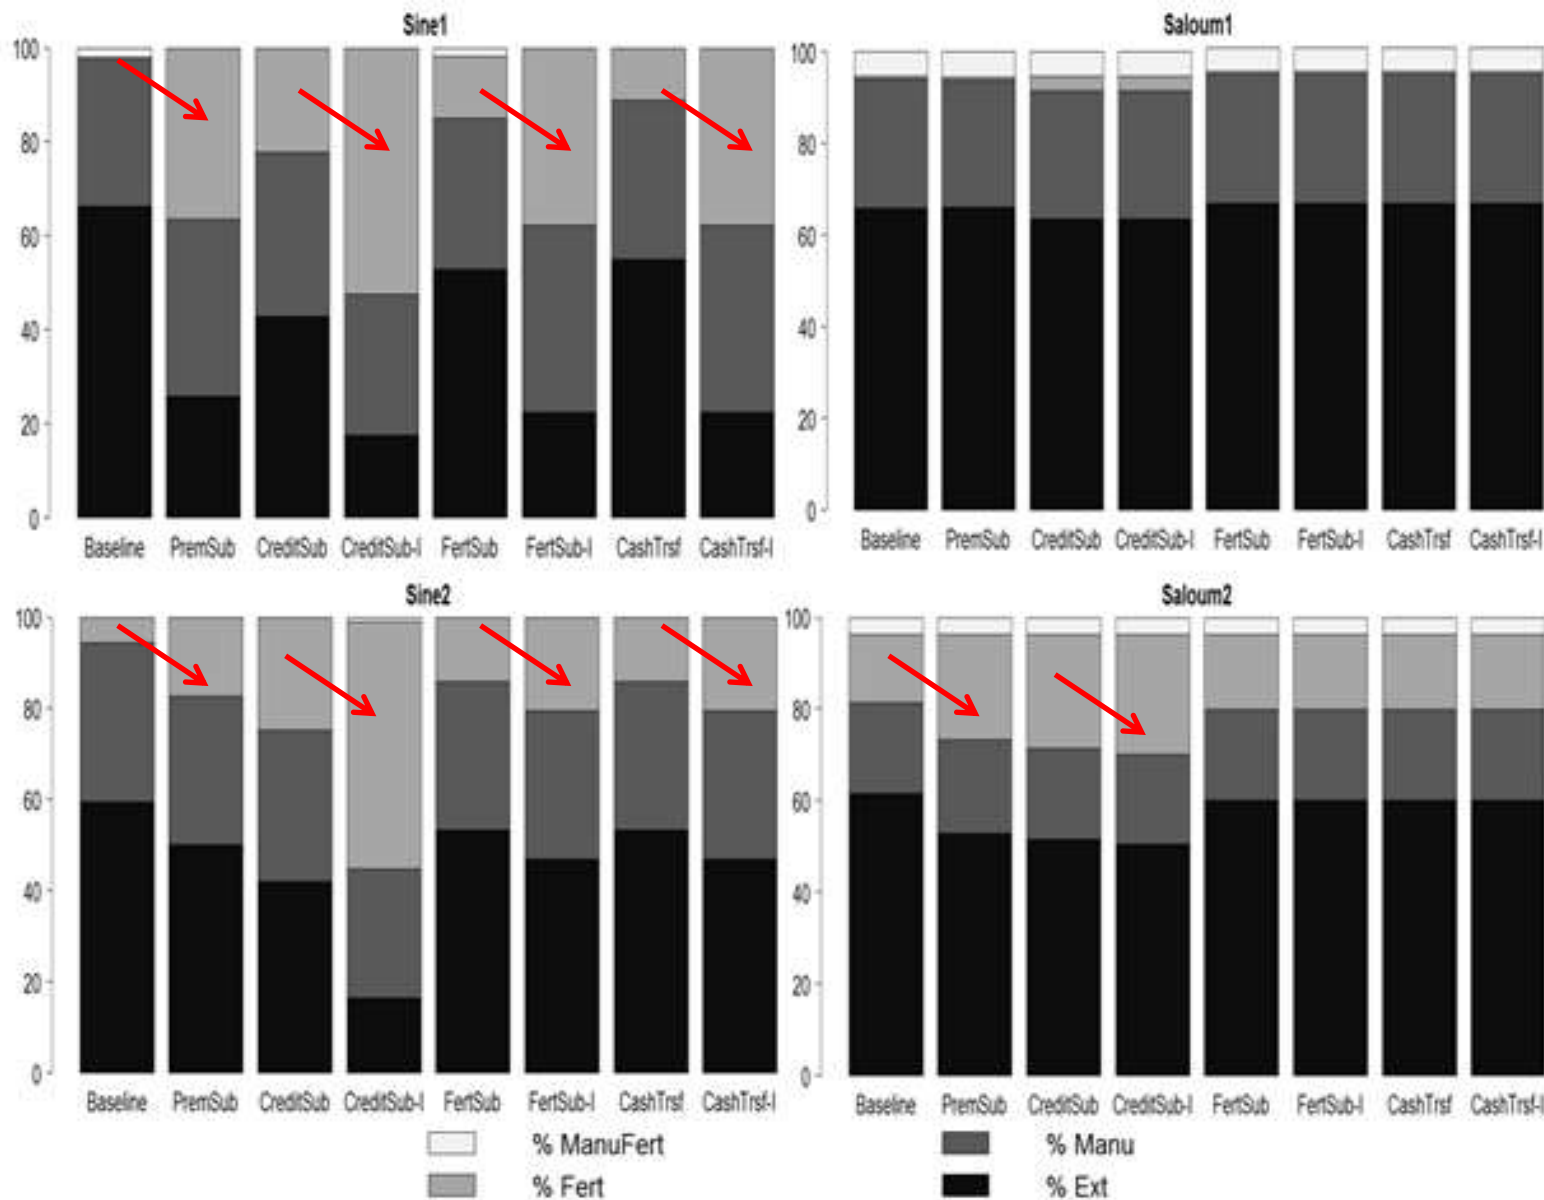 Sine1
100
80
60
40
20
0
Baseline PremSub CreditSub CreditSub-I FertSub FertSub-I CashTrsf CashTrsf-I
Saloum1
100
80
60
40
20
0
Baseline PremSub CreditSub CreditSub-I FertSub FertSub-I CashTrsf CashTrsf-I
Sine2
100
80
60
40
20
0
Baseline PremSub CreditSub CreditSub-I FertSub FertSub-I CashTrsf CashTrsf-I
Saloum2
100
80
60
40
20
0
Baseline PremSub CreditSub CreditSub-I FertSub FertSub-I CashTrsf CashTrsf-I
% ManuFert
% Fert
% Manu
% Ext